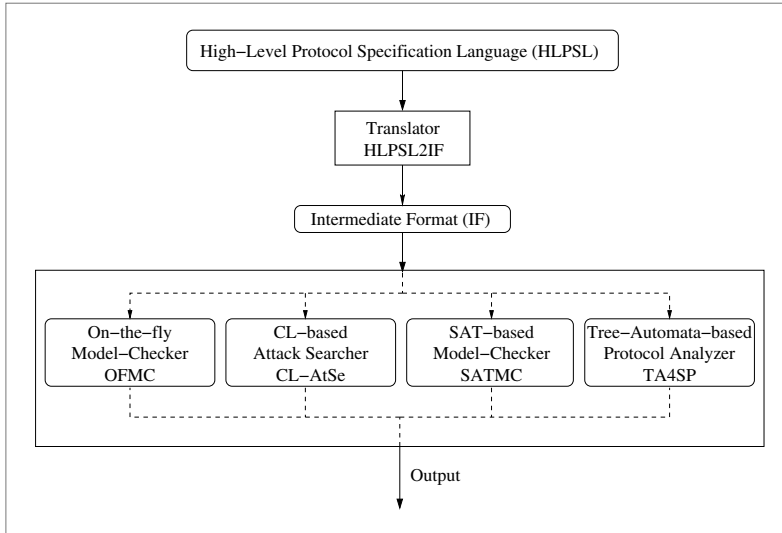 High−Level Protocol Specification Language (HLPSL)
Translator
HLPSL2IF
Intermediate Format (IF)
On−the−fly
Model−Checker
OFMC
CL−based
Attack Searcher
CL−AtSe
SAT−based
Model−Checker
SATMC
Tree−Automata−based
Protocol Analyzer
TA4SP
Output